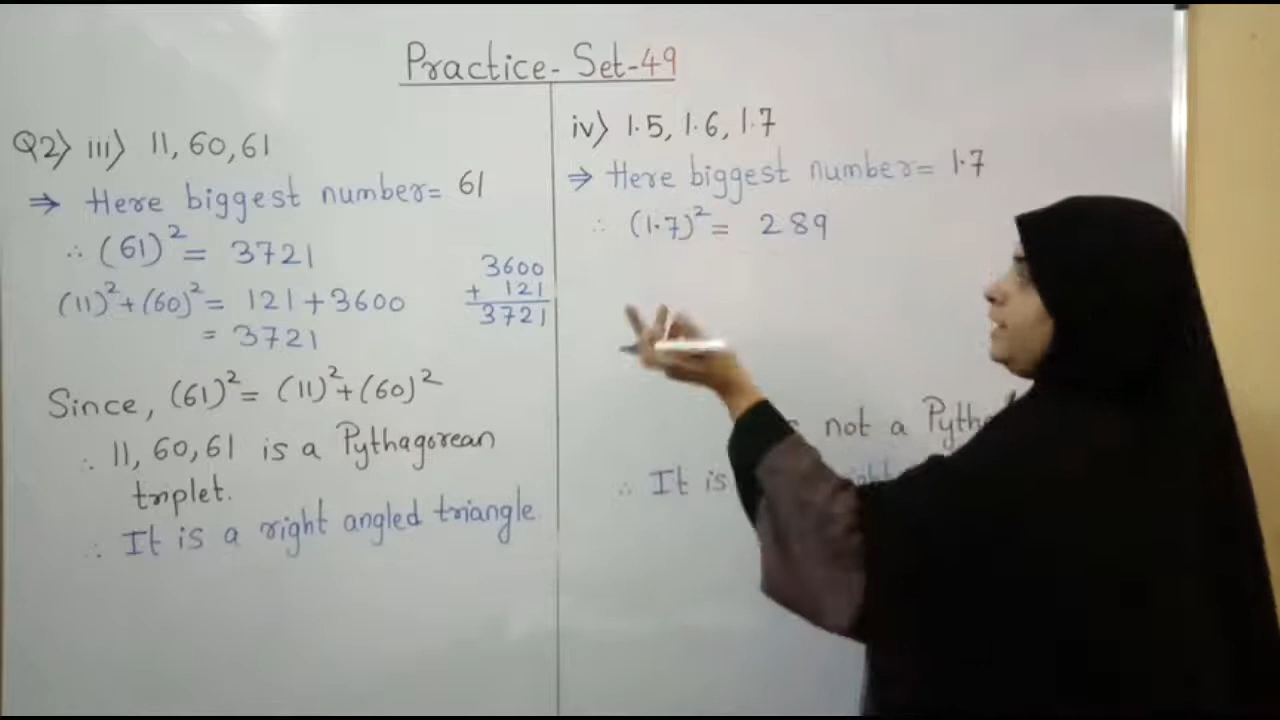 Practice - Set-49
Q2) iii) 11, 60, 61
⇒ Here biggest number = 61
∴ (61)² = 3721
(11)² + (60)² = 121 + 3600
= 3721
3600
+ 121
3721
Since, (61)² = (11)² + (60)²
∴ 11, 60, 61 is a Pythagorean
triplet.
∴ It is a right angled triangle.
iv) 1.5, 1.6, 1.7
⇒ Here biggest number = 1.7
∴ (1.7)² = 2 89
not a
∴ It is